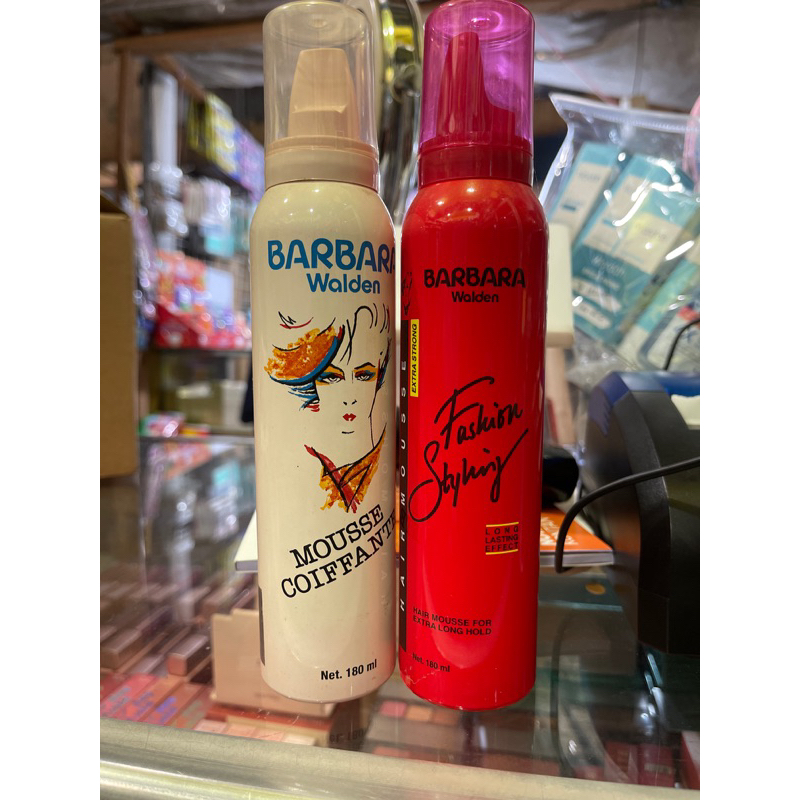 BARBARA
Walden
MOUSSE
COIFFANTE
Net. 180 ml
BARBARA
Walden
EXTRA STRONG
HAIR MOUSSE
Fashion
Styling
LONG
LASTING
EFFECT
HAIR MOUSSE FOR
EXTRA LONG HOLD
Net. 180 ml